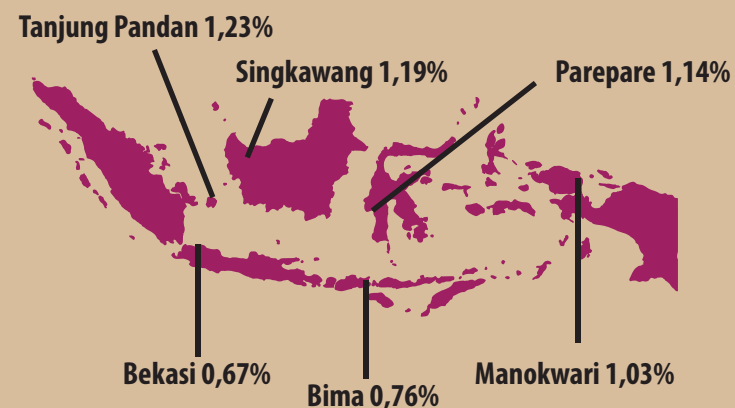 Tanjung Pandan 1,23%
Singkawang 1,19%
Parepare 1,14%
Bekasi 0,67%
Bima 0,76%
Manokwari 1,03%